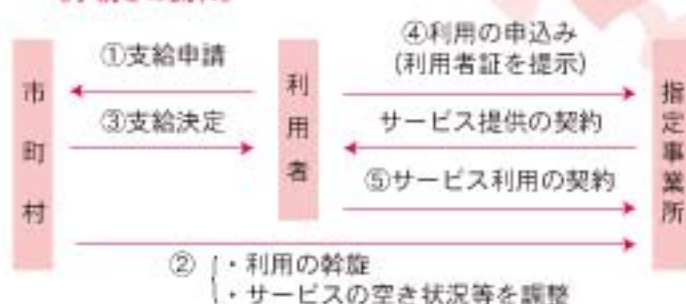 ①支給申請
③支給決定
市町村
利用者
④利用の申込み
(利用者証を提示)
サービス提供の契約
⑤サービス利用の契約
指定事業所
②
・利用の斡旋
・サービスの空き状況等を調整